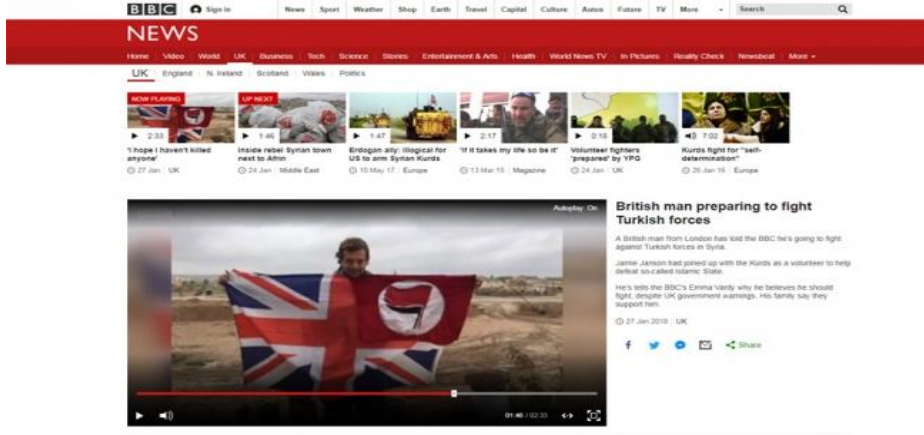 BBC Sign in News Sport Weather Shop Earth Travel Capital Culture Autos Future TV More Search
NEWS
Home Video World UK Business Tech Science Stories Entertainment & Arts Health World News TV In Pictures Reality Check Newsbeat More
UK England N. Ireland Scotland Wales Politics
NOW PLAYING
2:33
'I hope I haven't killed
anyone'
27 Jan UK
UP NEXT
1:46
Inside rebel Syrian town
next to Afrin
24 Jan Middle East
1:47
Erdogan ally: Illogical for
US to arm Syrian Kurds
10 May 17 Europe
2:17
'If it takes my life so be it'
13 Mar 15 Magazine
0:18
Volunteer fighters
'prepared' by YPG
24 Jan UK
7:02
Kurds fight for "self-
determination"
26 Jan 16 Europe
Autoplay: On
01:46 / 02:33
British man preparing to fight
Turkish forces
A British man from London has told the BBC he's going to fight
against Turkish forces in Syria.
Jamie Janson had joined up with the Kurds as a volunteer to help
defeat so-called Islamic State.
He's tells the BBC's Emma Vardy why he believes he should
fight, despite UK government warnings. His family say they
support him.
27 Jan 2018 UK
Share